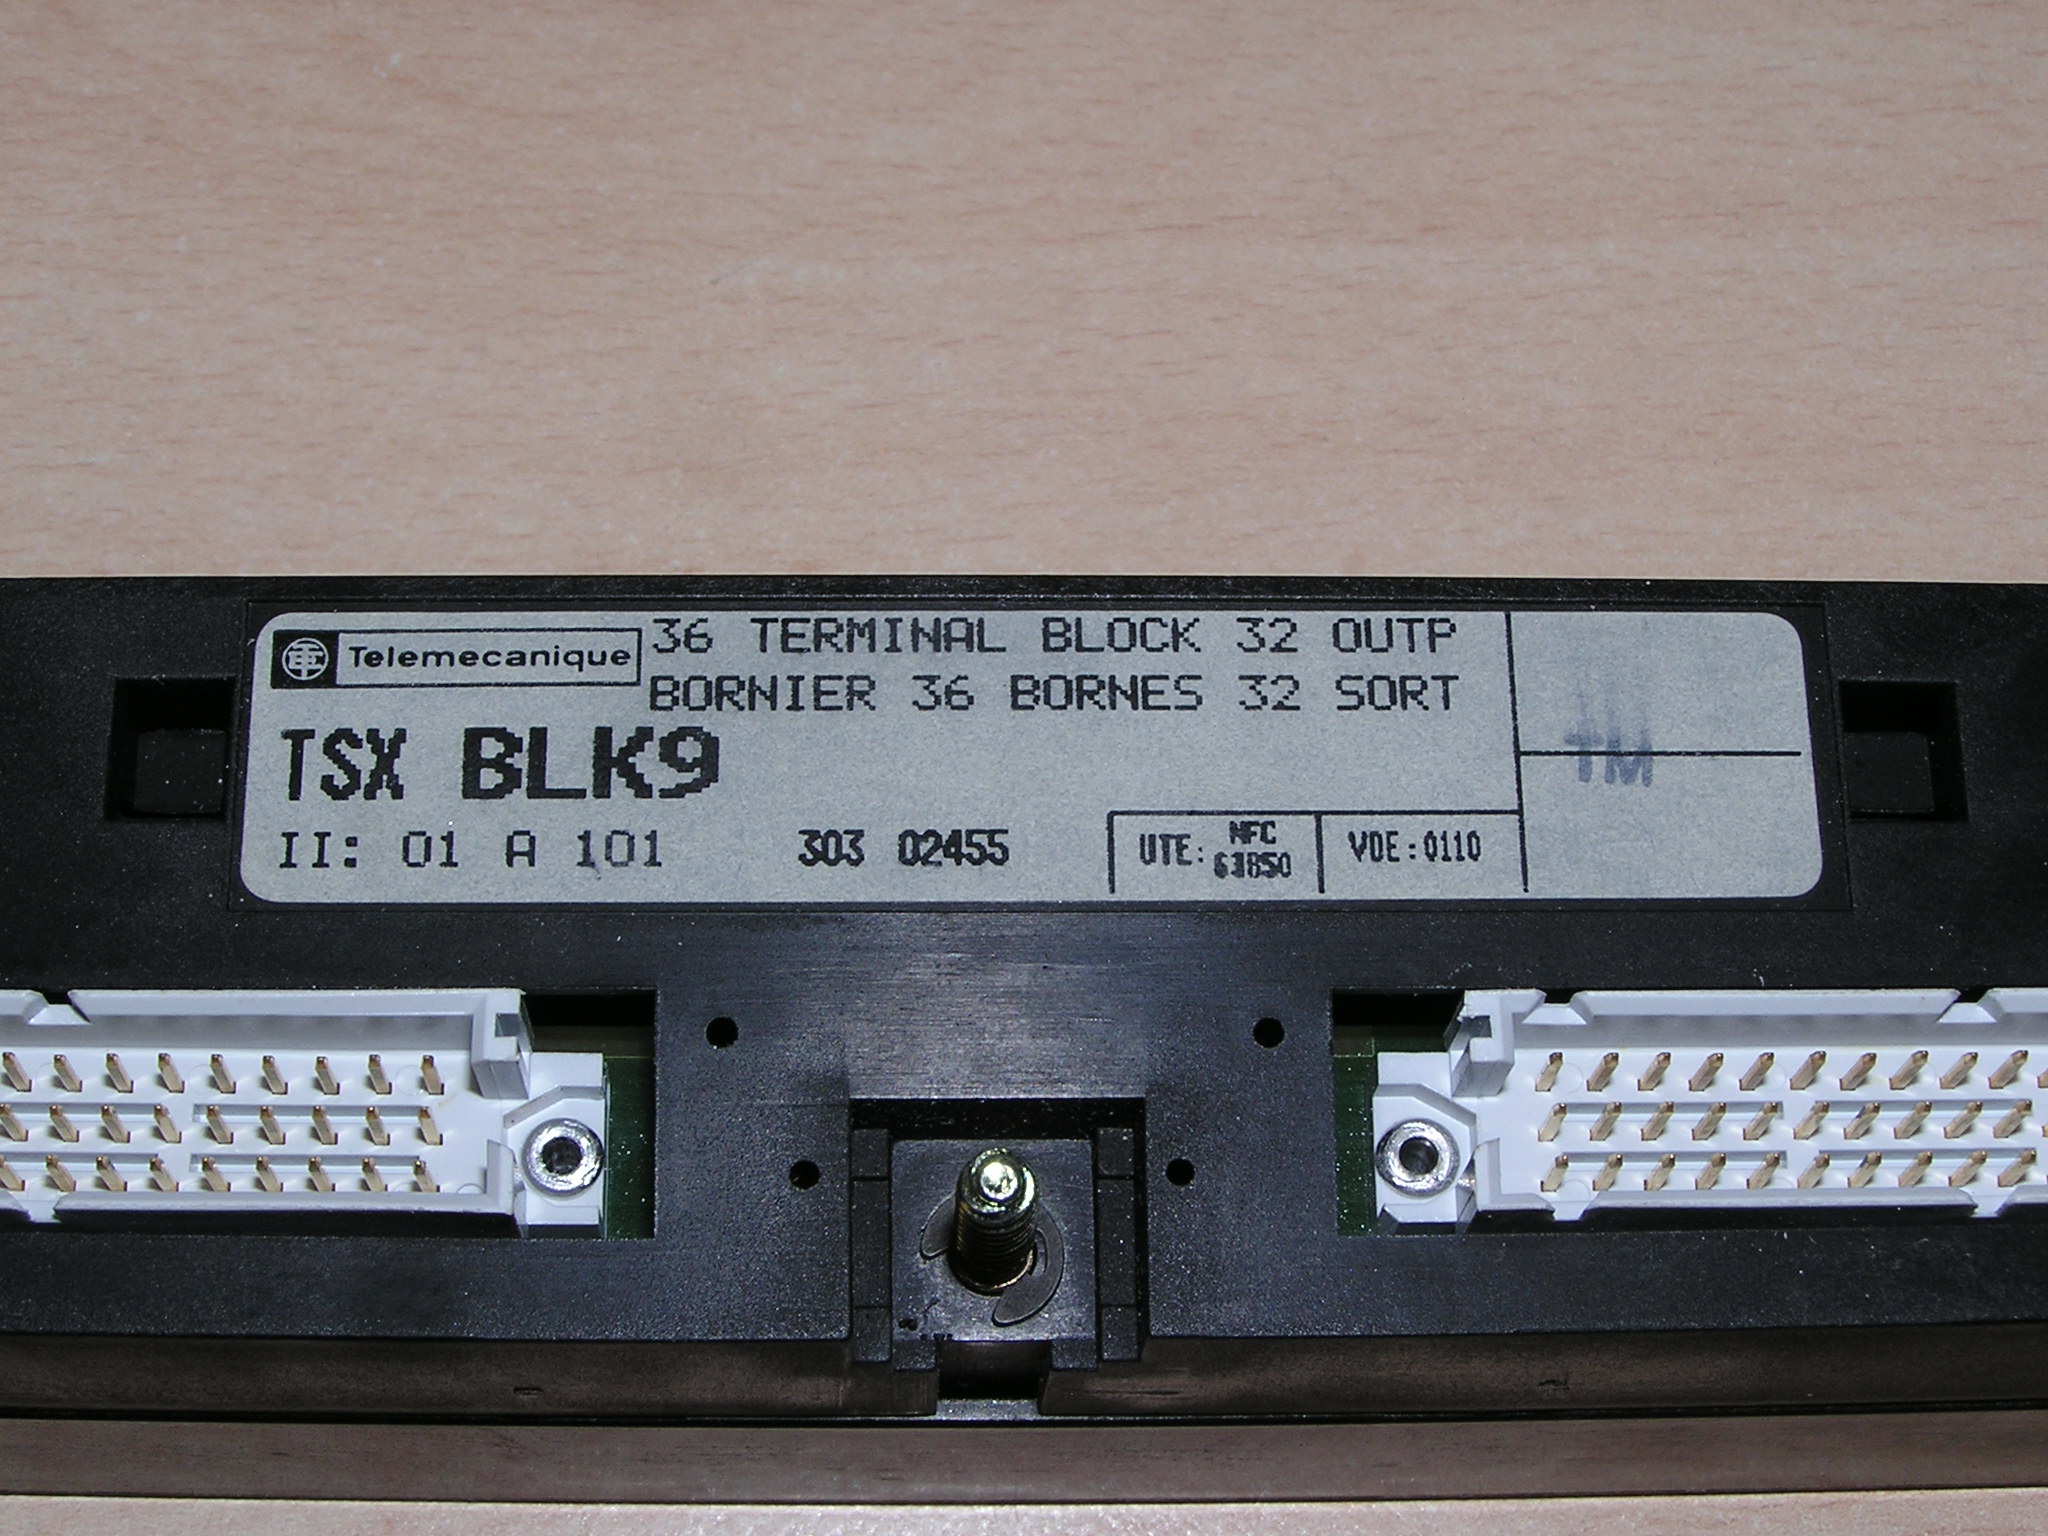 Telemecanique
36 TERMINAL BLOCK 32 OUTP
BORNIER 36 BORNES 32 SORT
TSX BLK9
II: 01 A 101 303 02455
UTE: NFC 63850
VDE:0110
TM